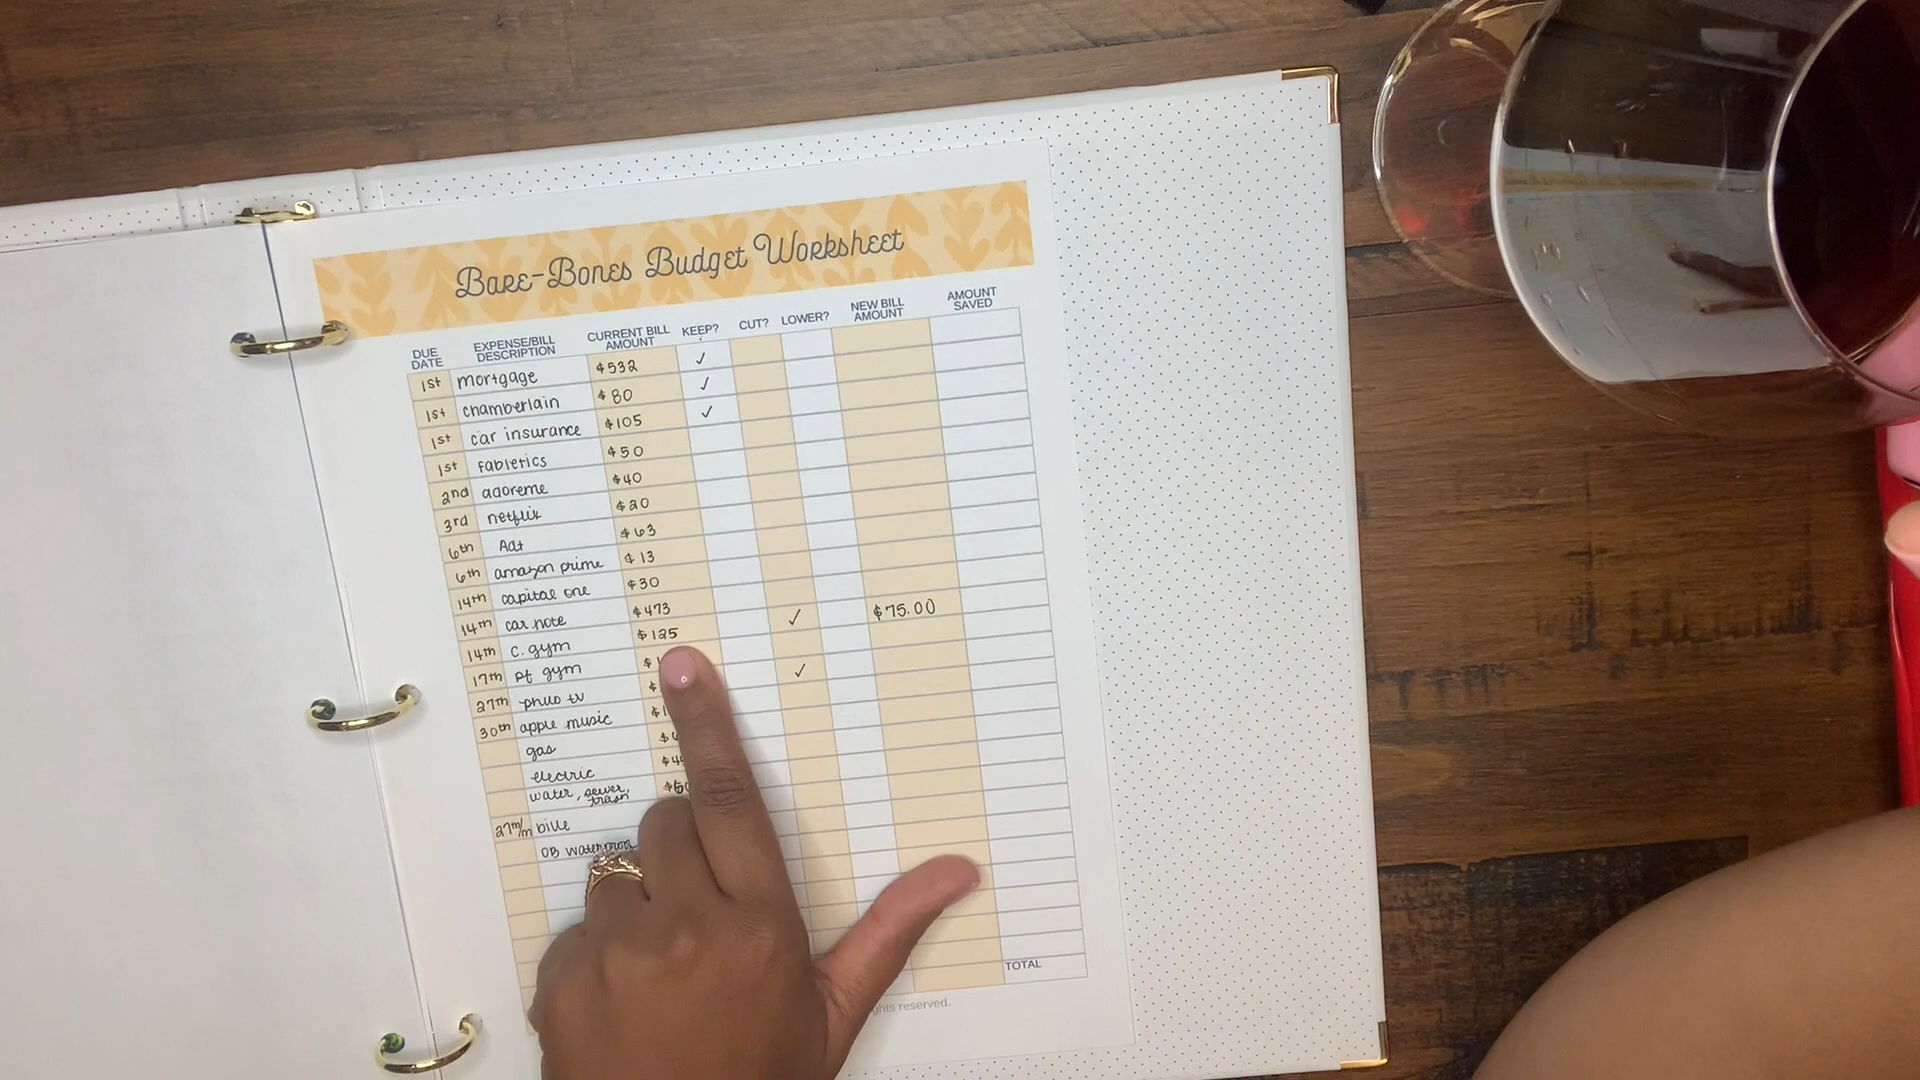 Bare-Bones Budget Worksheet
DUE DATE EXPENSE/BILL DESCRIPTION CURRENT BILL AMOUNT KEEP? CUT? LOWER? NEW BILL AMOUNT AMOUNT SAVED
1st mortgage $532 ✓
1st chamberlain $80 ✓
1st car insurance $105 ✓
1st fabletics $50
2nd adoreme $40
3rd netflix $20
6th Adt $63
6th amazon prime $13
14th capital one $30
14th car note $473
14th c. gym $125 ✓ $75.00
17th pt gym
27th philo tv ✓
30th apple music
gas
electric
water, sewer, trash
27th/m
TOTAL
reserved.